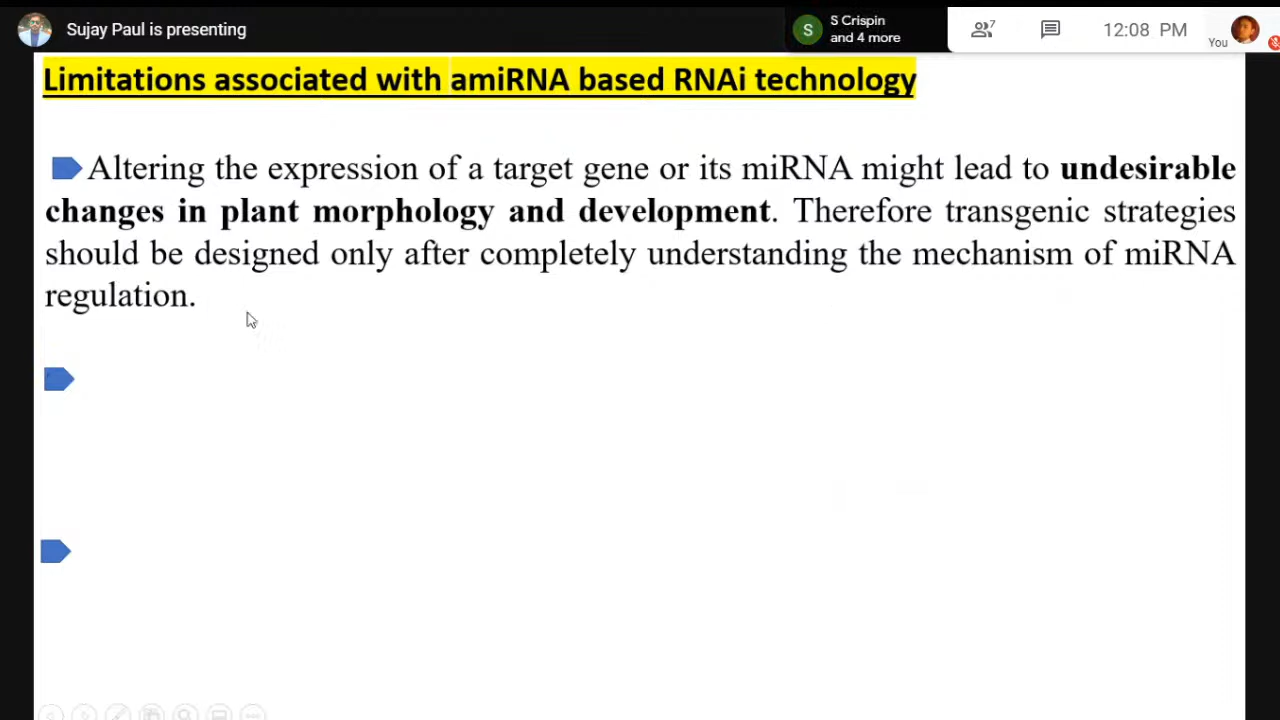 Sujay Paul is presenting
S
S Crispin
and 4 more
7
12:08 PM
You
Limitations associated with amiRNA based RNAi technology
Altering the expression of a target gene or its miRNA might lead to undesirable
changes in plant morphology and development. Therefore transgenic strategies
should be designed only after completely understanding the mechanism of miRNA
regulation.